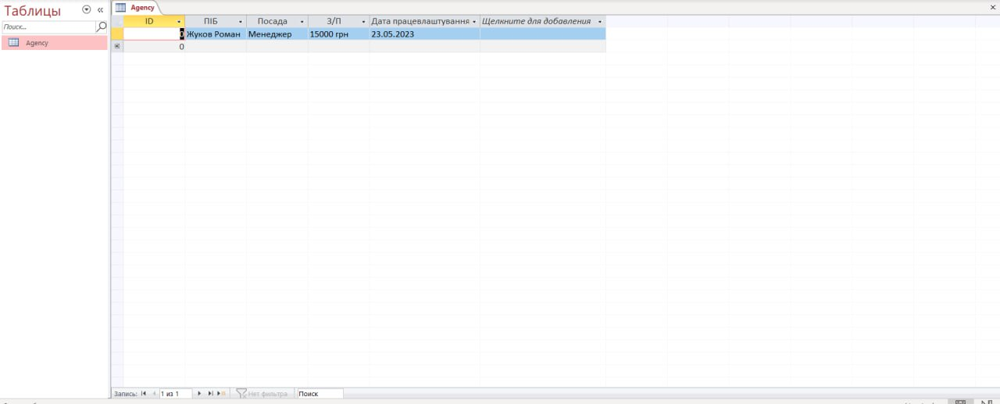 Таблицы
Поиск...
Agency
Agency
ID ПІБ Посада З/П Дата працевлаштування Щелкните для добавления
0 Жуков Роман Менеджер 15000 грн 23.05.2023
0
Запись: 1 из 1 Нет фильтра Поиск